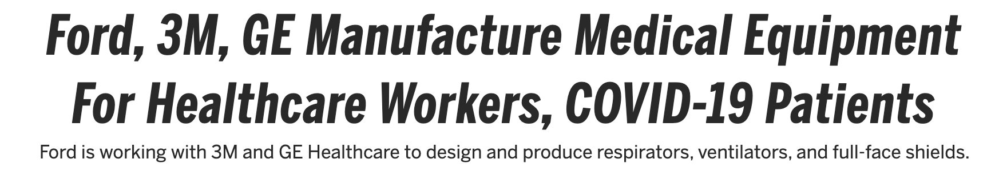 Ford, 3M, GE Manufacture Medical Equipment
For Healthcare Workers, COVID-19 Patients
Ford is working with 3M and GE Healthcare to design and produce respirators, ventilators, and full-face shields.